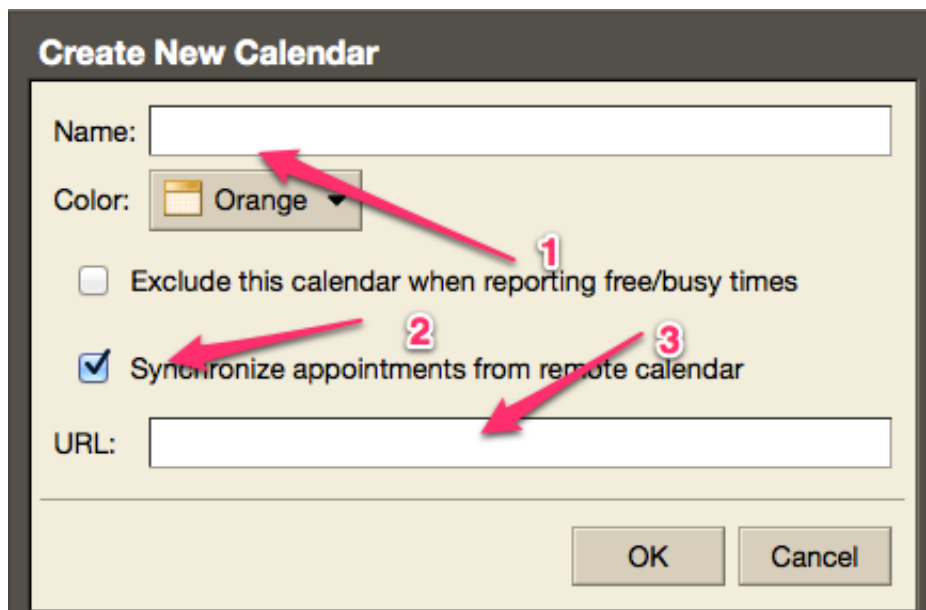 Create New Calendar
Name:
Color: Orange
1
Exclude this calendar when reporting free/busy times
2
3
Synchronize appointments from remote calendar
URL:
OK Cancel